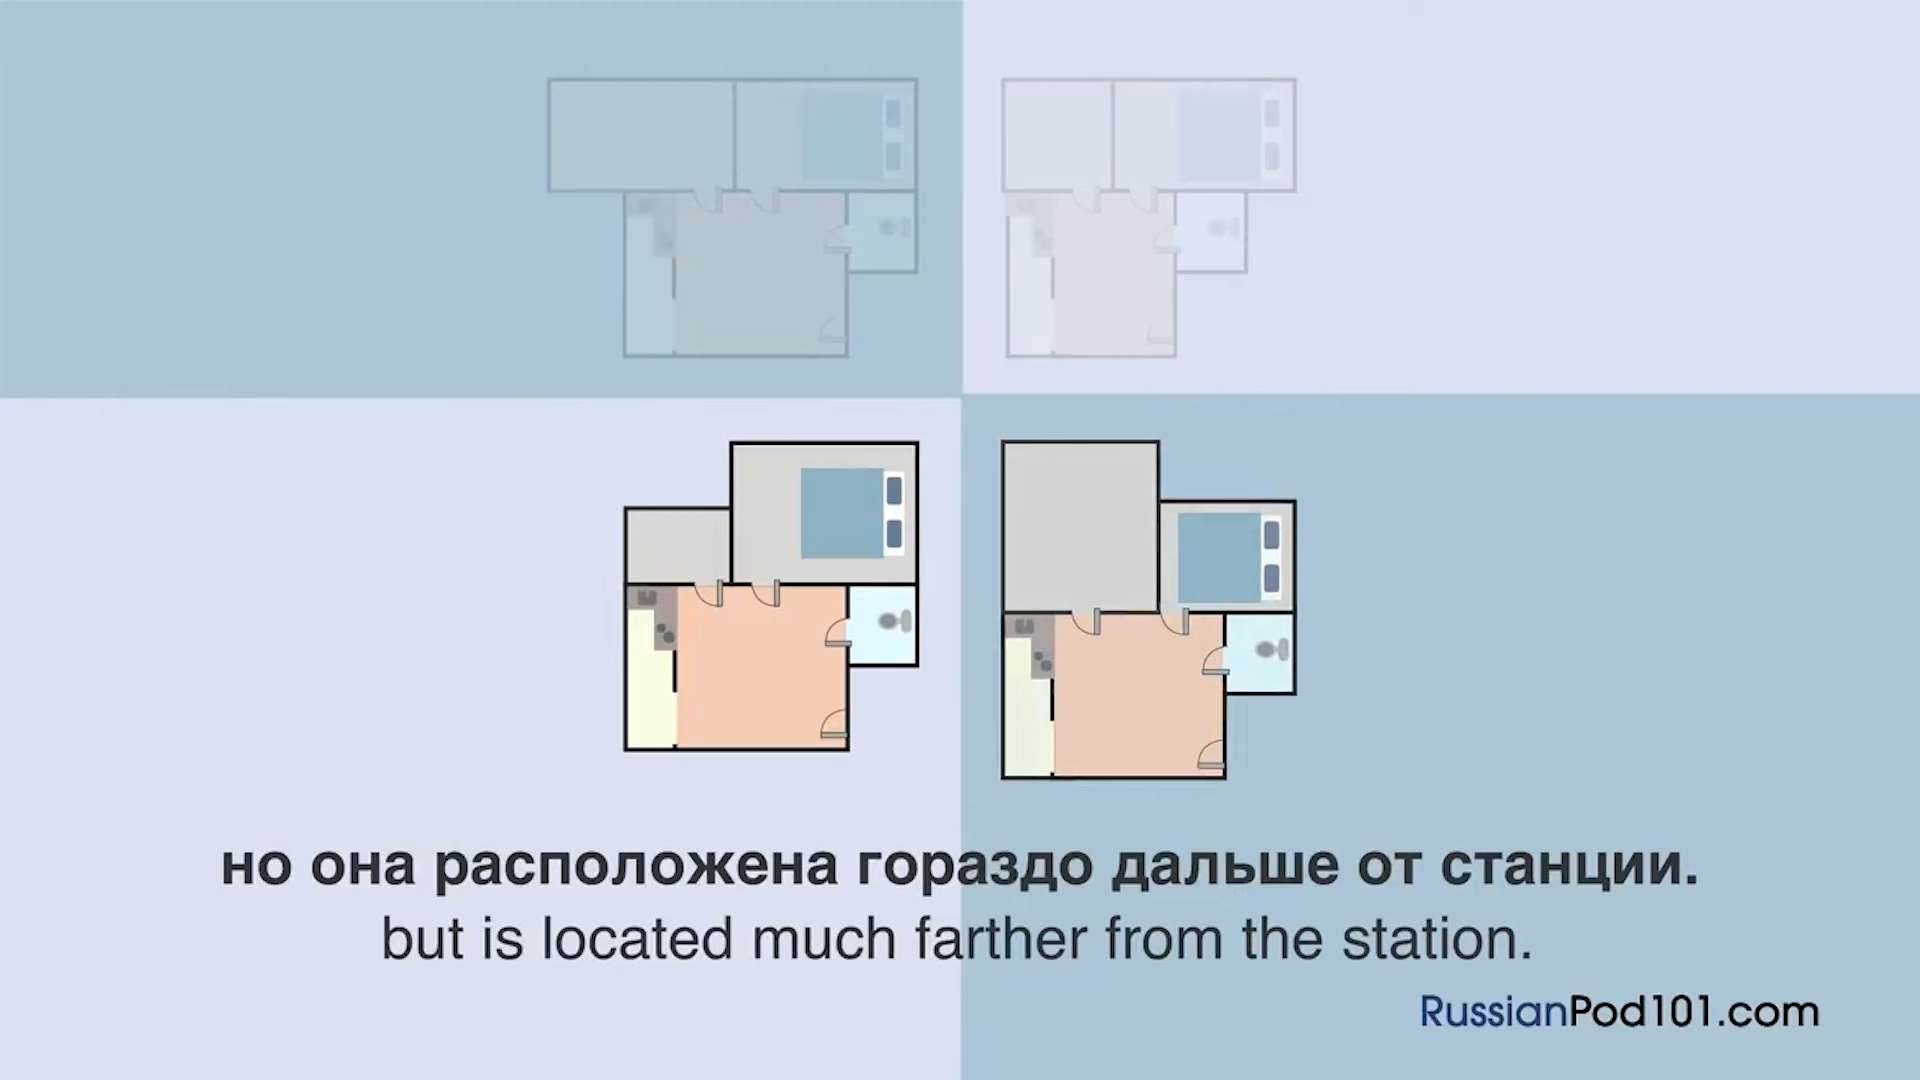 но она расположена гораздо дальше от станции.
but is located much farther from the station.
RussianPod101.com